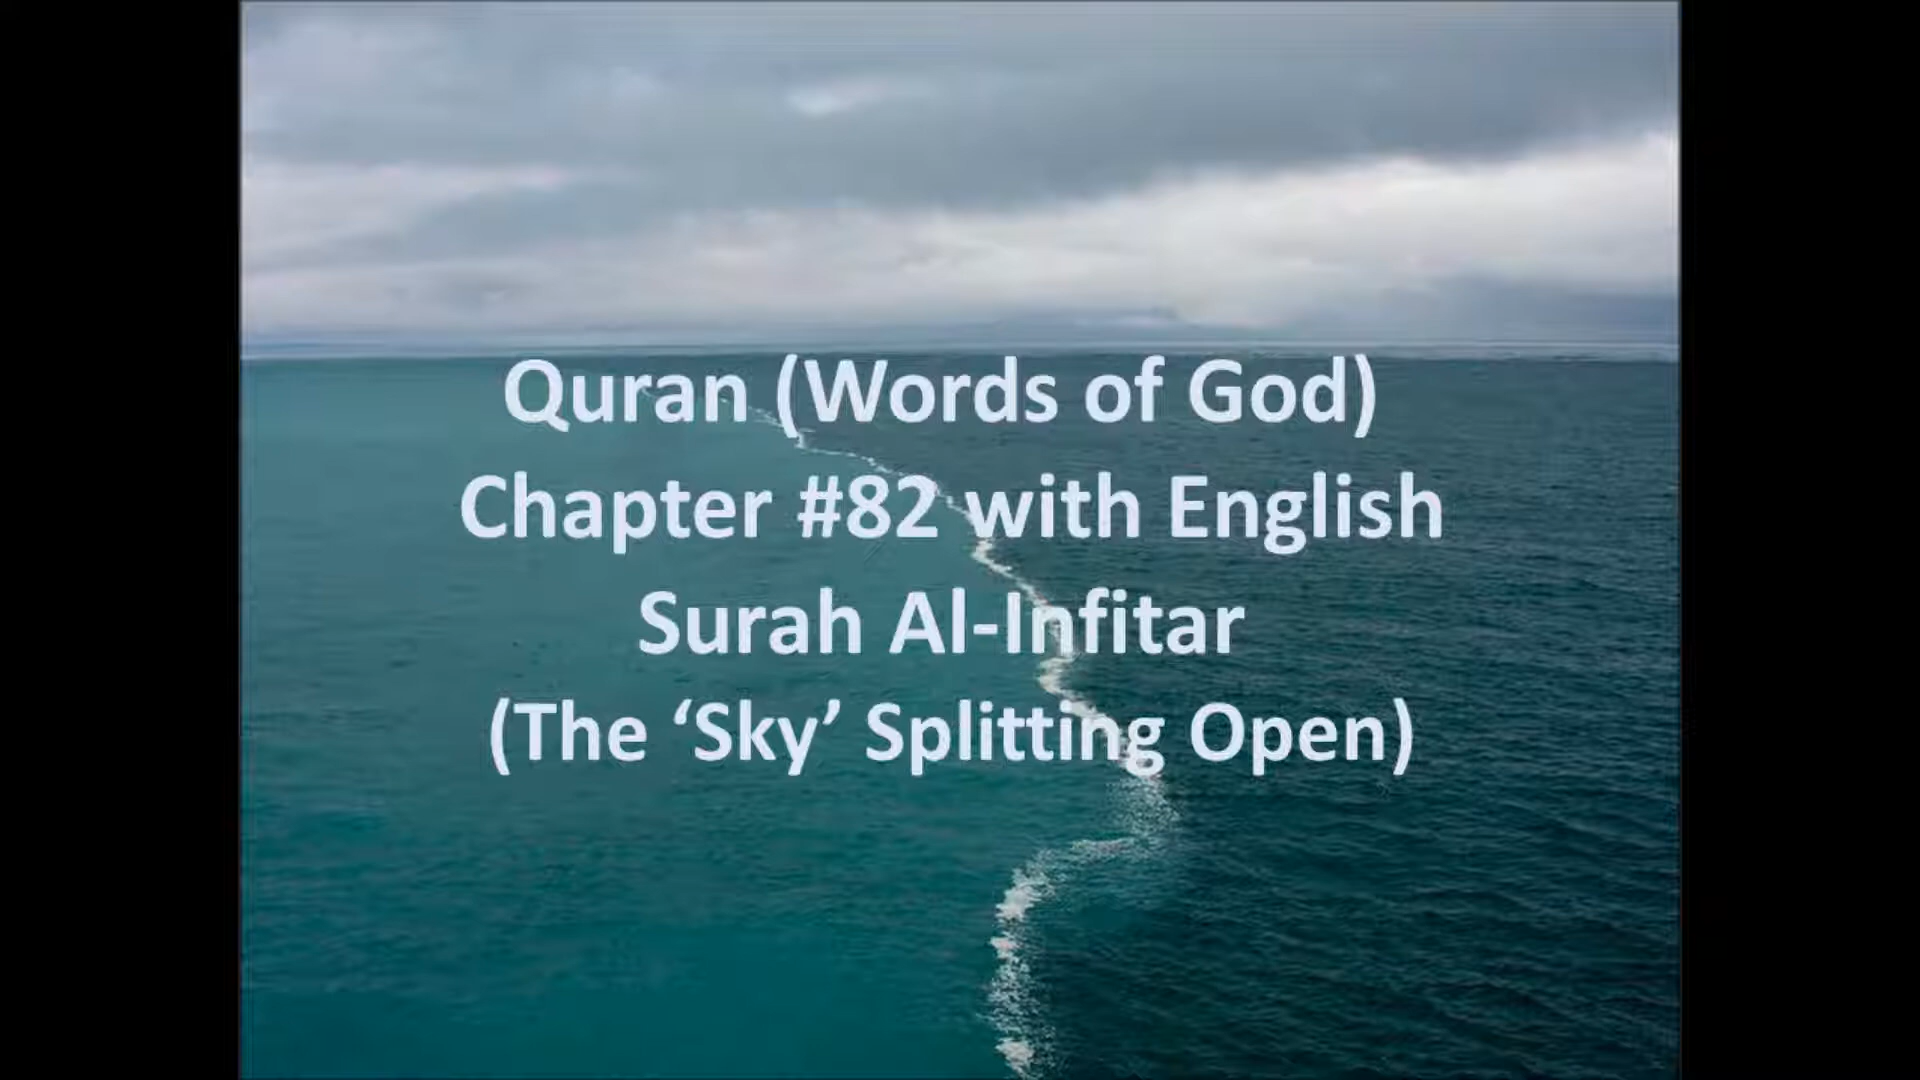 Quran (Words of God)
Chapter #82 with English
Surah Al-Infitar
(The ‘Sky’ Splitting Open)